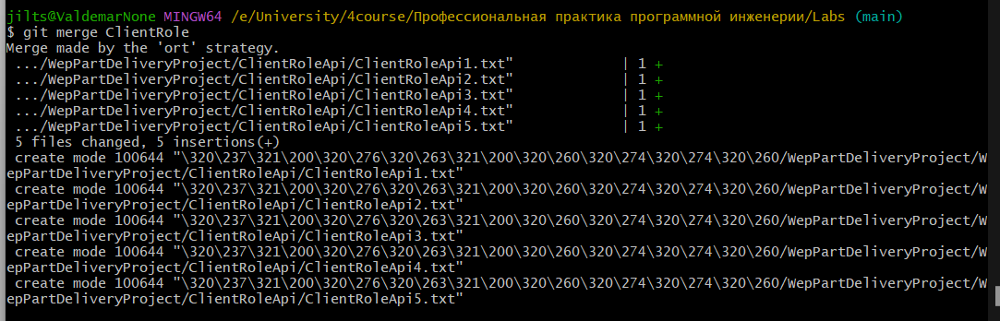 jilts@ValdemarNone MINGW64 /e/University/4course/Профессиональная практика программной инженерии/Labs (main)
$ git merge ClientRole
Merge made by the 'ort' strategy.
 .../WepPartDeliveryProject/ClientRoleApi/ClientRoleApi1.txt"             | 1 +
 .../WepPartDeliveryProject/ClientRoleApi/ClientRoleApi2.txt"             | 1 +
 .../WepPartDeliveryProject/ClientRoleApi/ClientRoleApi3.txt"             | 1 +
 .../WepPartDeliveryProject/ClientRoleApi/ClientRoleApi4.txt"             | 1 +
 .../WepPartDeliveryProject/ClientRoleApi/ClientRoleApi5.txt"             | 1 +
 5 files changed, 5 insertions(+)
 create mode 100644 "\320\237\321\200\320\276\320\263\321\200\320\260\320\274\320\274\320\260/WepPartDeliveryProject/W
epPartDeliveryProject/ClientRoleApi/ClientRoleApi1.txt"
 create mode 100644 "\320\237\321\200\320\276\320\263\321\200\320\260\320\274\320\274\320\260/WepPartDeliveryProject/W
epPartDeliveryProject/ClientRoleApi/ClientRoleApi2.txt"
 create mode 100644 "\320\237\321\200\320\276\320\263\321\200\320\260\320\274\320\274\320\260/WepPartDeliveryProject/W
epPartDeliveryProject/ClientRoleApi/ClientRoleApi3.txt"
 create mode 100644 "\320\237\321\200\320\276\320\263\321\200\320\260\320\274\320\274\320\260/WepPartDeliveryProject/W
epPartDeliveryProject/ClientRoleApi/ClientRoleApi4.txt"
 create mode 100644 "\320\237\321\200\320\276\320\263\321\200\320\260\320\274\320\274\320\260/WepPartDeliveryProject/W
epPartDeliveryProject/ClientRoleApi/ClientRoleApi5.txt"